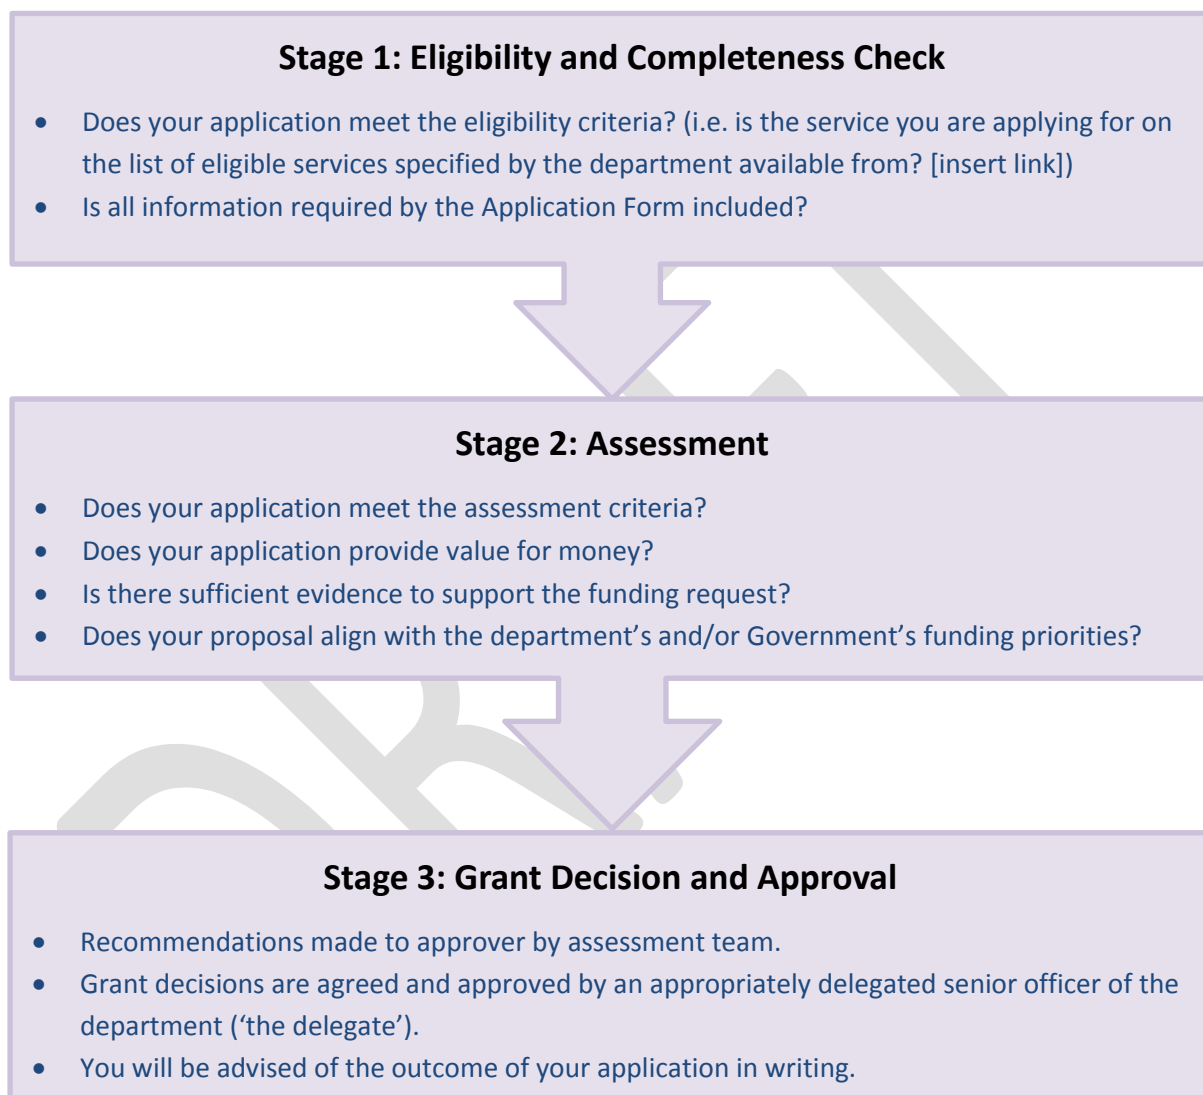 Stage 1: Eligibility and Completeness Check
• Does your application meet the eligibility criteria? (i.e. is the service you are applying for on
the list of eligible services specified by the department available from? [insert link])
• Is all information required by the Application Form included?
Stage 2: Assessment
• Does your application meet the assessment criteria?
• Does your application provide value for money?
• Is there sufficient evidence to support the funding request?
• Does your proposal align with the department’s and/or Government’s funding priorities?
Stage 3: Grant Decision and Approval
• Recommendations made to approver by assessment team.
• Grant decisions are agreed and approved by an appropriately delegated senior officer of the
department (‘the delegate’).
• You will be advised of the outcome of your application in writing.